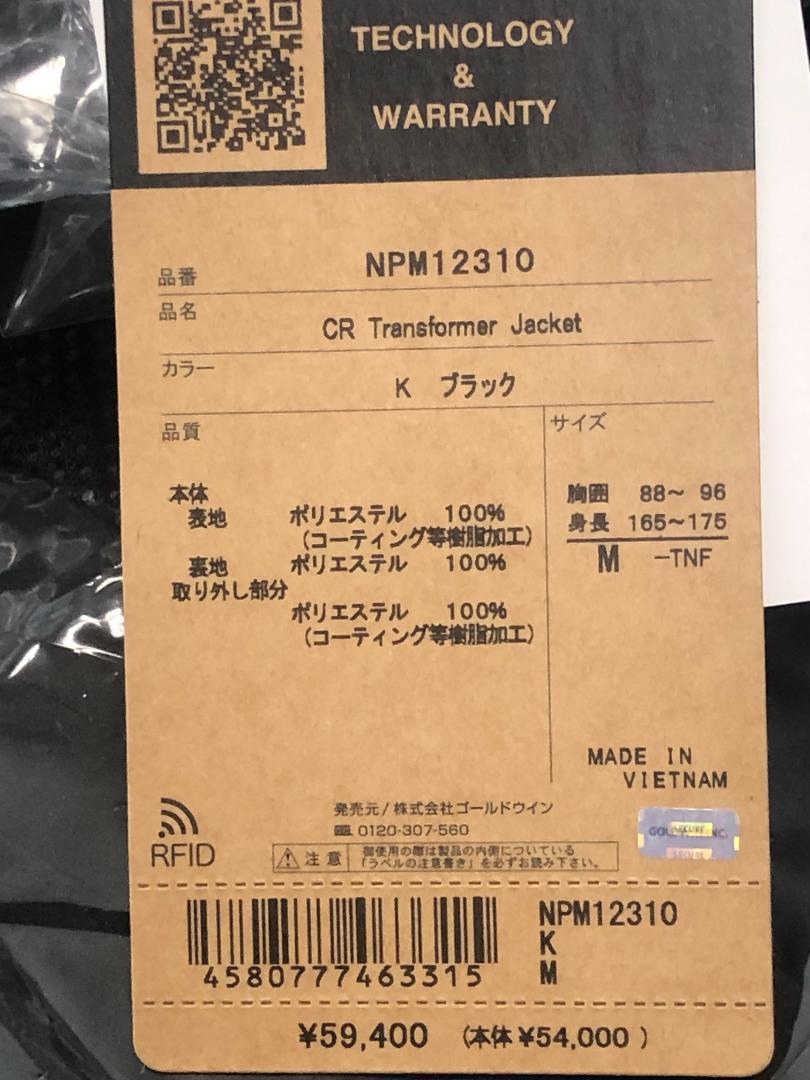 TECHNOLOGY
&
WARRANTY
品番 NPM12310
品名 CR Transformer Jacket
カラー K ブラック
品質
サイズ
本体
表地 ポリエステル 100%
(コーティング等樹脂加工)
裏地 ポリエステル 100%
取り外し部分
ポリエステル 100%
(コーティング等樹脂加工)
胸囲 88~ 96
身長 165~175
M -TNF
MADE IN
VIETNAM
RFID
発売元/株式会社ゴールドウイン
0120-307-560
注意 御使用の際は製品の内側についている
「ラベルの注意書き」を必ずお読み下さい。
SECURE
4580777463315
NPM12310
K
M
¥59,400 (本体¥54,000)